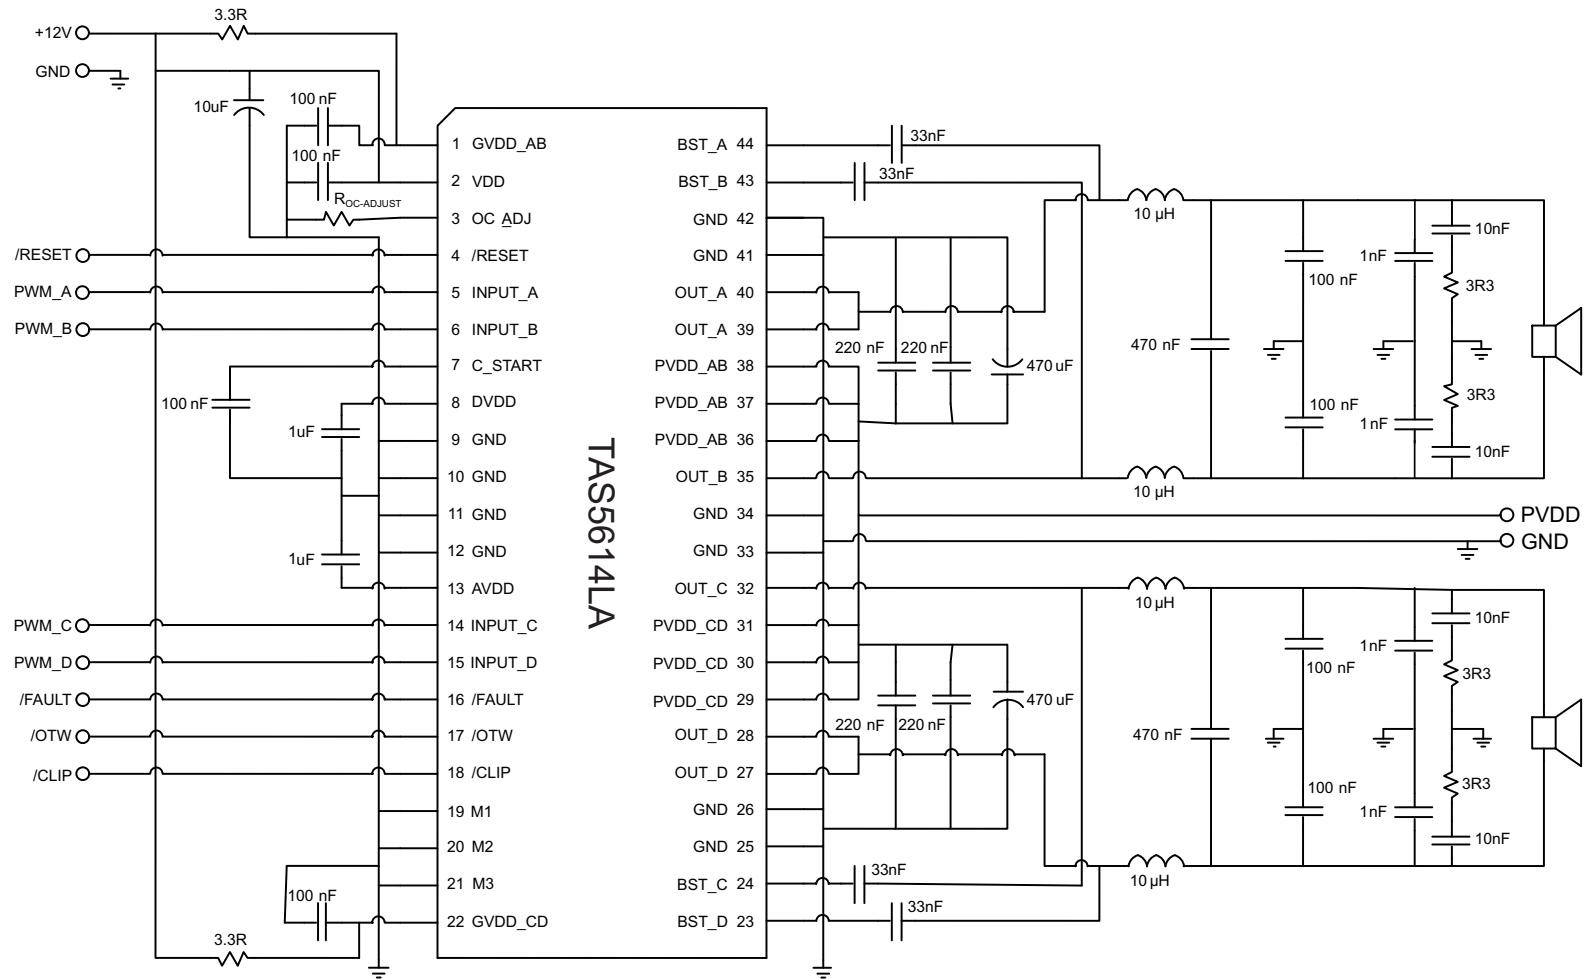 3.3R
+12V
GND
10uF
100 nF
100 nF
R OC-ADJUST
/RESET
PWM_A
PWM_B
100 nF
1uF
1uF
PWM_C
PWM_D
/FAULT
/OTW
/CLIP
100 nF
3.3R
1 GVDD_AB
2 VDD
3 OC_ADJ
4 /RESET
5 INPUT_A
6 INPUT_B
7 C_START
8 DVDD
9 GND
10 GND
11 GND
12 GND
13 AVDD
14 INPUT_C
15 INPUT_D
16 /FAULT
17 /OTW
18 /CLIP
19 M1
20 M2
21 M3
22 GVDD_CD
TAS5614LA
BST_A 44
BST_B 43
GND 42
GND 41
OUT_A 40
OUT_A 39
PVDD_AB 38
PVDD_AB 37
PVDD_AB 36
OUT_B 35
GND 34
GND 33
OUT_C 32
PVDD_CD 31
PVDD_CD 30
PVDD_CD 29
OUT_D 28
OUT_D 27
GND 26
GND 25
BST_C 24
BST_D 23
33nF
33nF
220 nF
220 nF
470 uF
10 µH
10 µH
470 nF
100 nF
100 nF
1nF
1nF
10nF
3R3
3R3
10nF
PVDD
GND
220 nF
220 nF
470 uF
33nF
33nF
10 µH
10 µH
470 nF
100 nF
100 nF
1nF
1nF
10nF
3R3
3R3
10nF